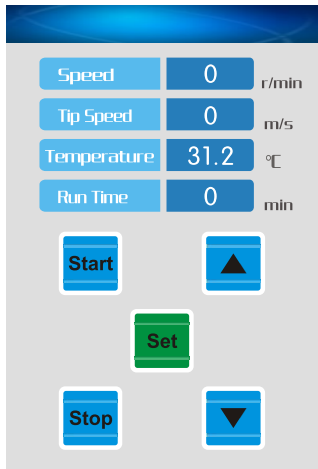 Speed 0 r/min
Tip Speed 0 m/s
Temperature 31.2 ℃
Run Time 0 min
Start ▲
Set
Stop ▼